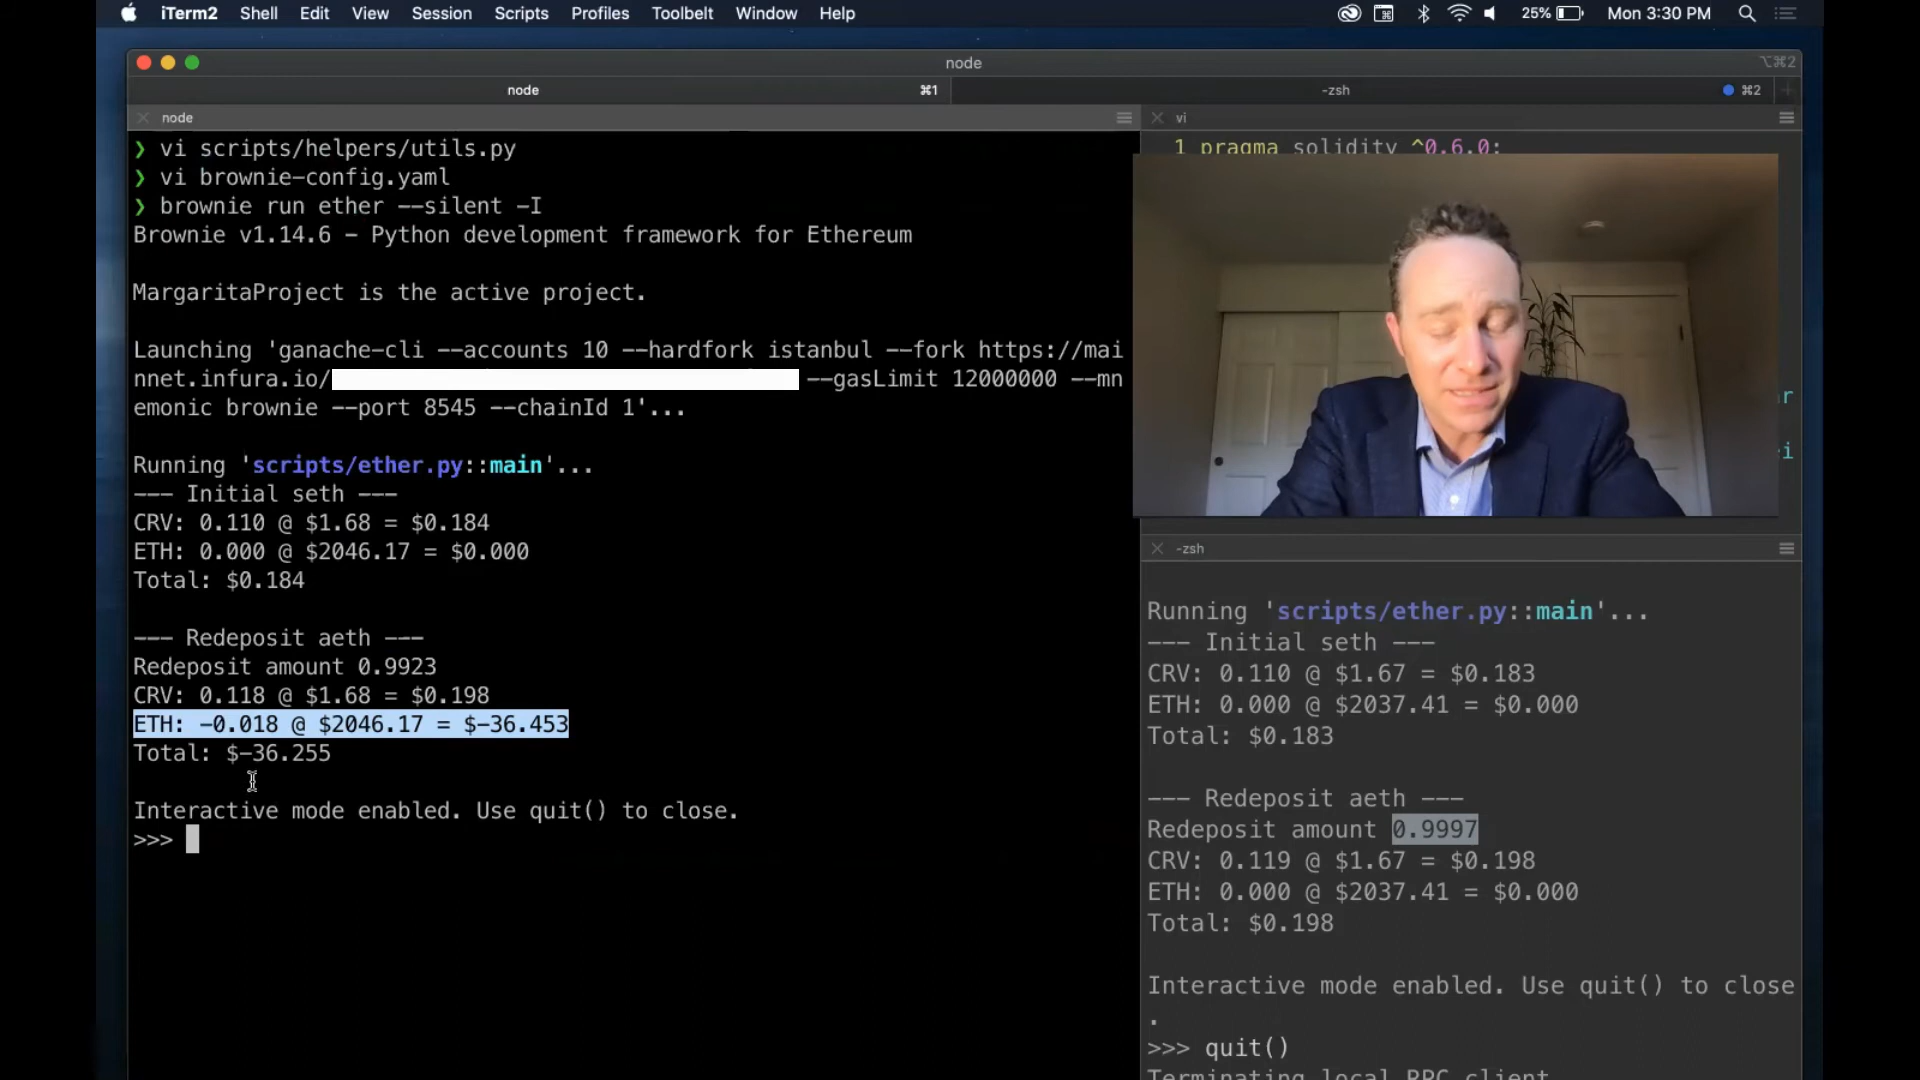 iTerm2 Shell Edit View Session Scripts Profiles Toolbelt Window Help 25% Mon 3:30 PM
node ⌥⌘2
node ⌘1 -zsh ⌘2
node
❯ vi scripts/helpers/utils.py
❯ vi brownie-config.yaml
❯ brownie run ether --silent -I
Brownie v1.14.6 - Python development framework for Ethereum
MargaritaProject is the active project.
Launching 'ganache-cli --accounts 10 --hardfork istanbul --fork https://mai
nnet.infura.io/ --gasLimit 12000000 --mn
emonic brownie --port 8545 --chainId 1'...
Running 'scripts/ether.py::main'...
--- Initial seth ---
CRV: 0.110 @ $1.68 = $0.184
ETH: 0.000 @ $2046.17 = $0.000
Total: $0.184
--- Redeposit aeth ---
Redeposit amount 0.9923
CRV: 0.118 @ $1.68 = $0.198
ETH: -0.018 @ $2046.17 = $-36.453
Total: $-36.255
Interactive mode enabled. Use quit() to close.
>>>
vi
1 pragma solidity ^0.6.0;
r
i
-zsh
Running 'scripts/ether.py::main'...
--- Initial seth ---
CRV: 0.110 @ $1.67 = $0.183
ETH: 0.000 @ $2037.41 = $0.000
Total: $0.183
--- Redeposit aeth ---
Redeposit amount 0.9997
CRV: 0.119 @ $1.67 = $0.198
ETH: 0.000 @ $2037.41 = $0.000
Total: $0.198
Interactive mode enabled. Use quit() to close
.
>>> quit()
Terminating local RPC client